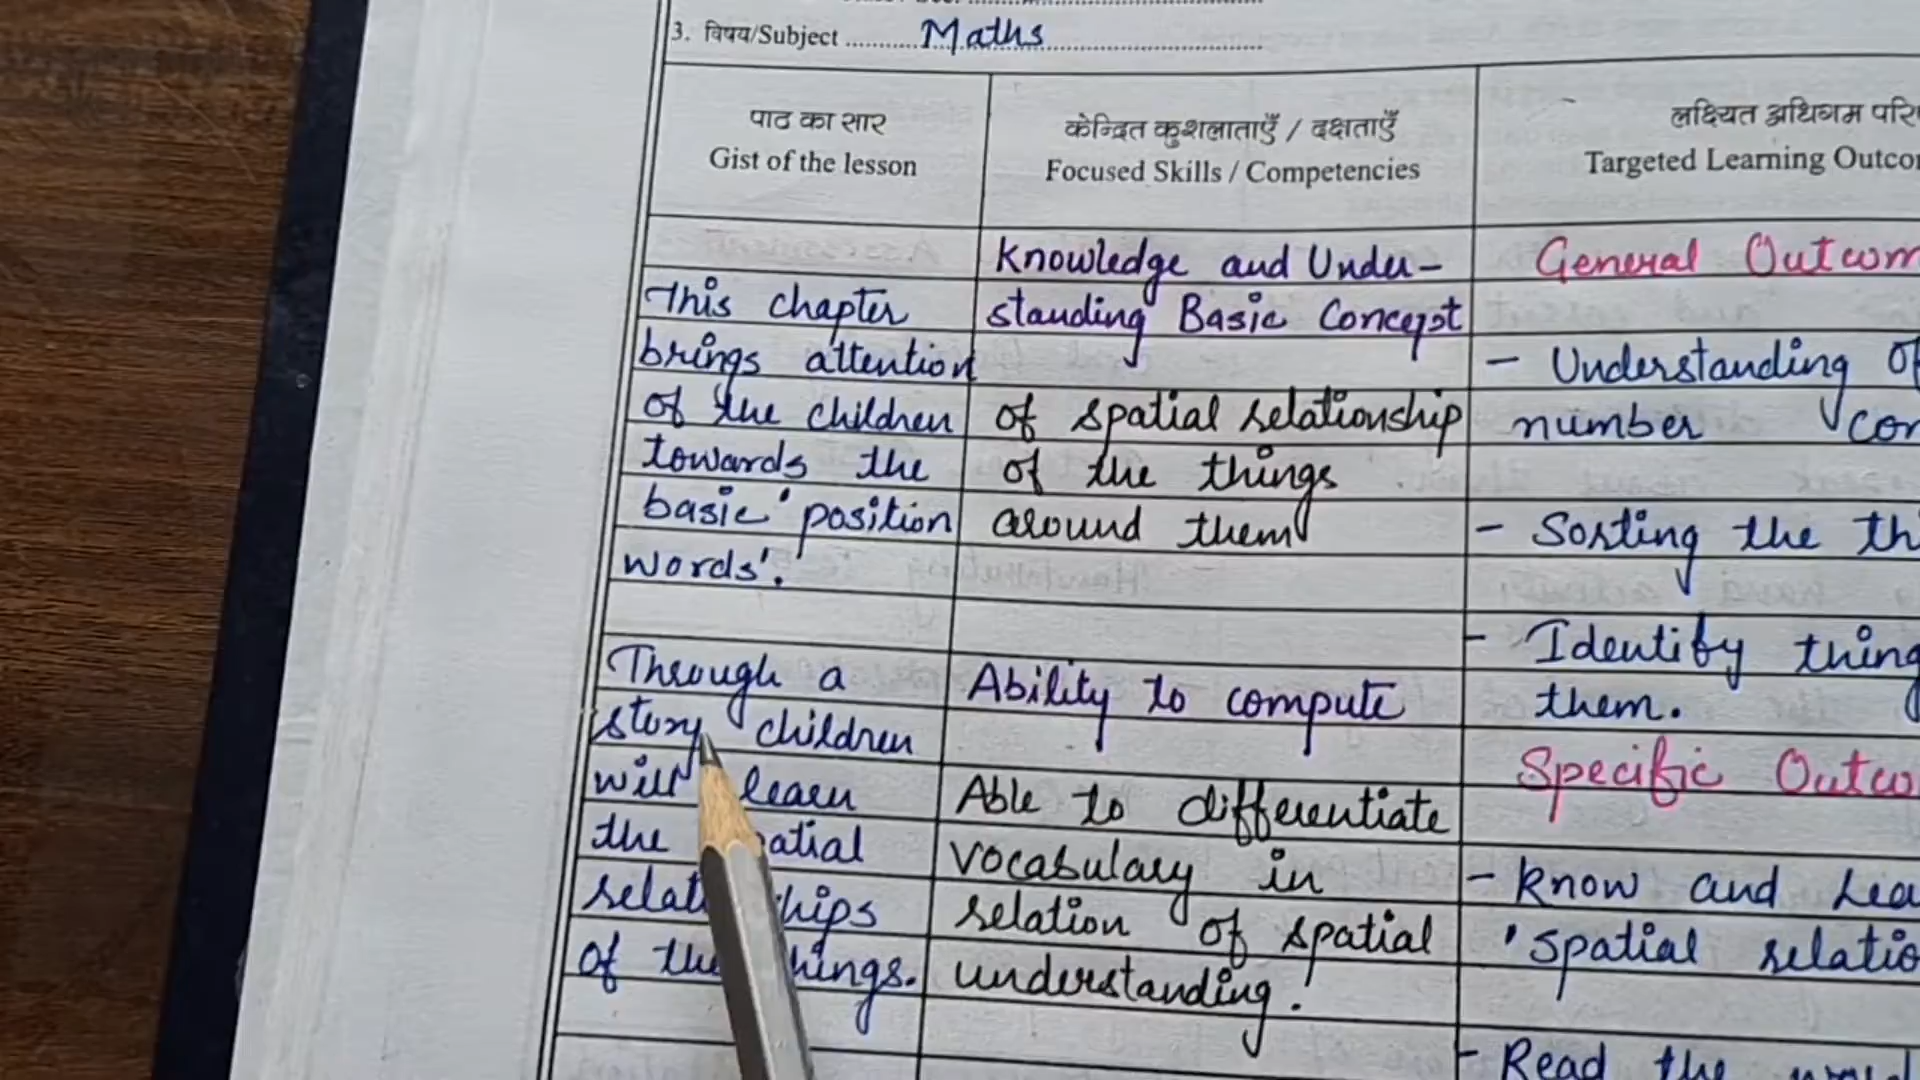 3. विषय/Subject .......... Maths
पाठ का सार
Gist of the lesson
This chapter
brings attention
of the children
towards the
basic 'position
words'.
Through a
story children
will learn
the
of the
केन्द्रित कुशलताएँ / दक्षताएँ
Focused Skills / Competencies
Knowledge and Under-
standing Basic Concept
of spatial relationship
of the things
around them
Ability to compute
Able to differentiate
vocabulary in
relation of spatial
understanding.
लक्ष्यित अधिगम
Targeted Learning
General
- Understanding
number
- Sorting the
- Identify
them.
Specific
- Know and
'spatial
- Read the